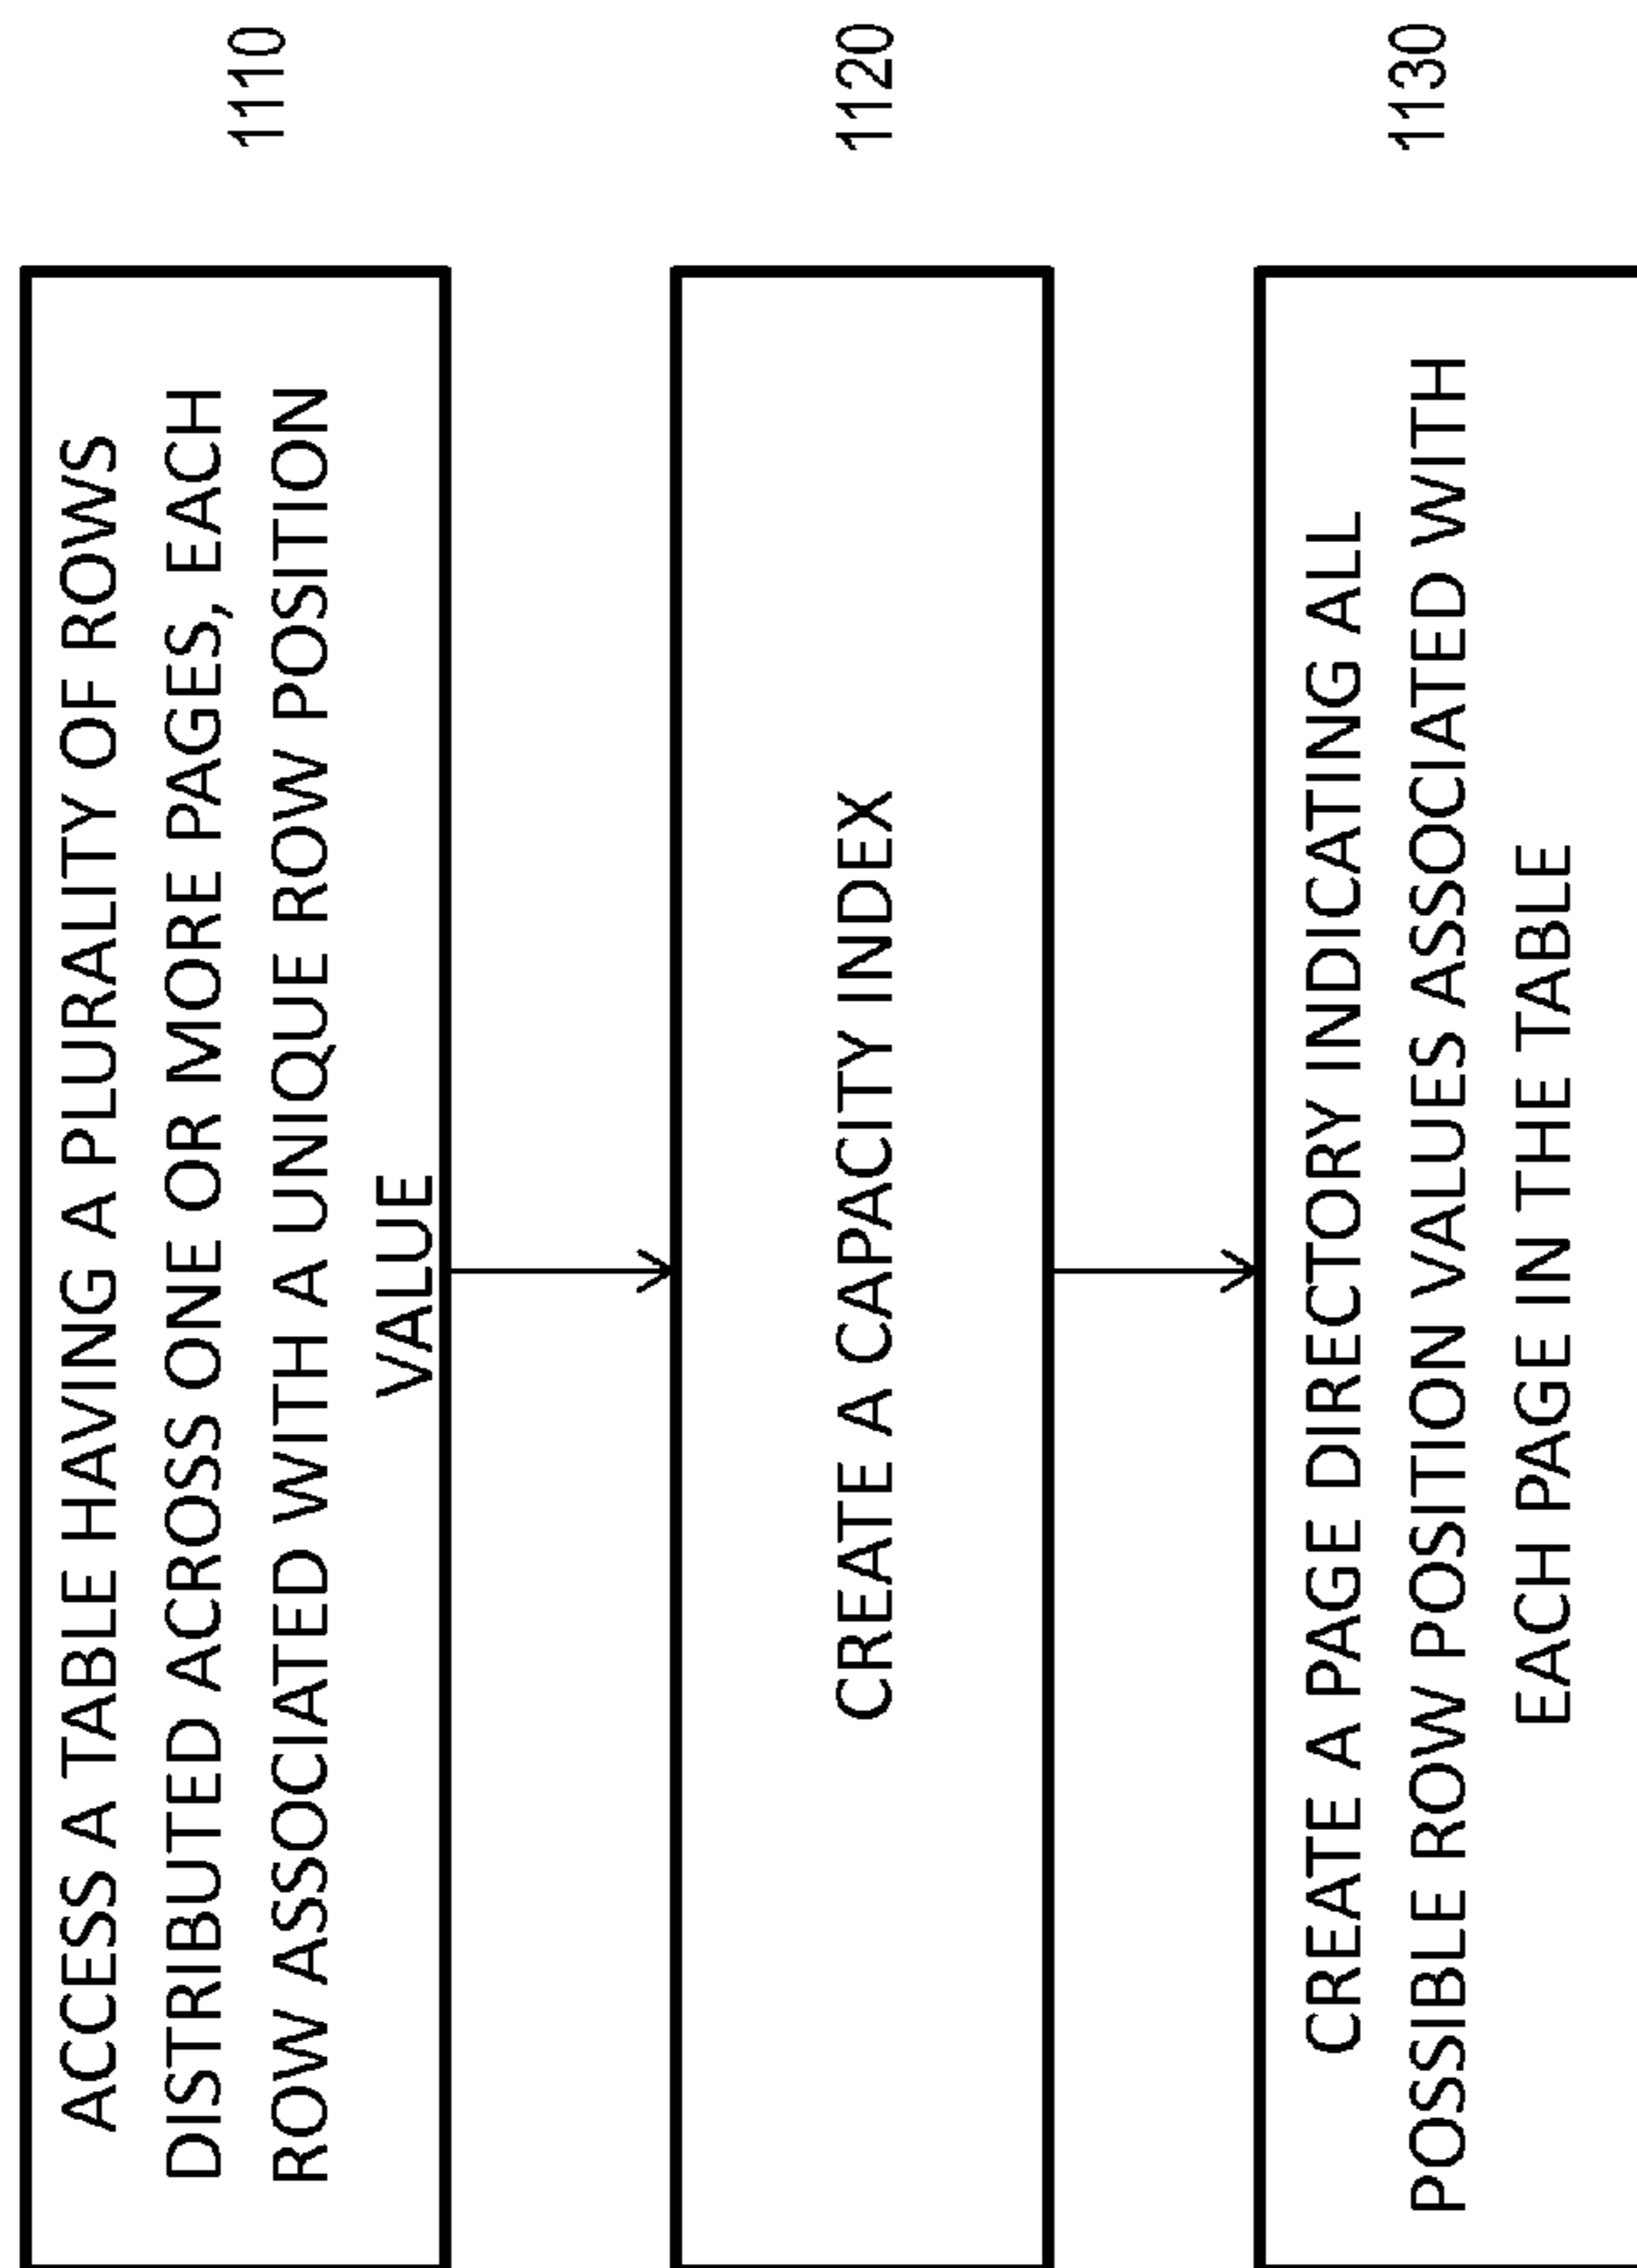 ACCESS A TABLE HAVING A PLURALITY OF ROWS
DISTRIBUTED ACROSS ONE OR MORE PAGES, EACH
ROW ASSOCIATED WITH A UNIQUE ROW POSITION
VALUE
1110
CREATE A CAPACITY INDEX
1120
CREATE A PAGE DIRECTORY INDICATING ALL
POSSIBLE ROW POSITION VALUES ASSOCIATED WITH
EACH PAGE IN THE TABLE
1130